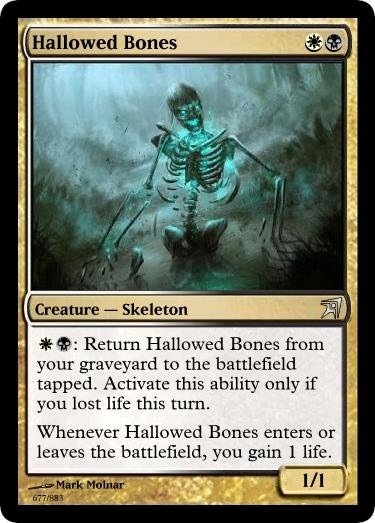 Hallowed Bones
Creature — Skeleton
: Return Hallowed Bones from
your graveyard to the battlefield
tapped. Activate this ability only if
you lost life this turn.
Whenever Hallowed Bones enters or
leaves the battlefield, you gain 1 life.
1/1
Mark Molnar
677/883